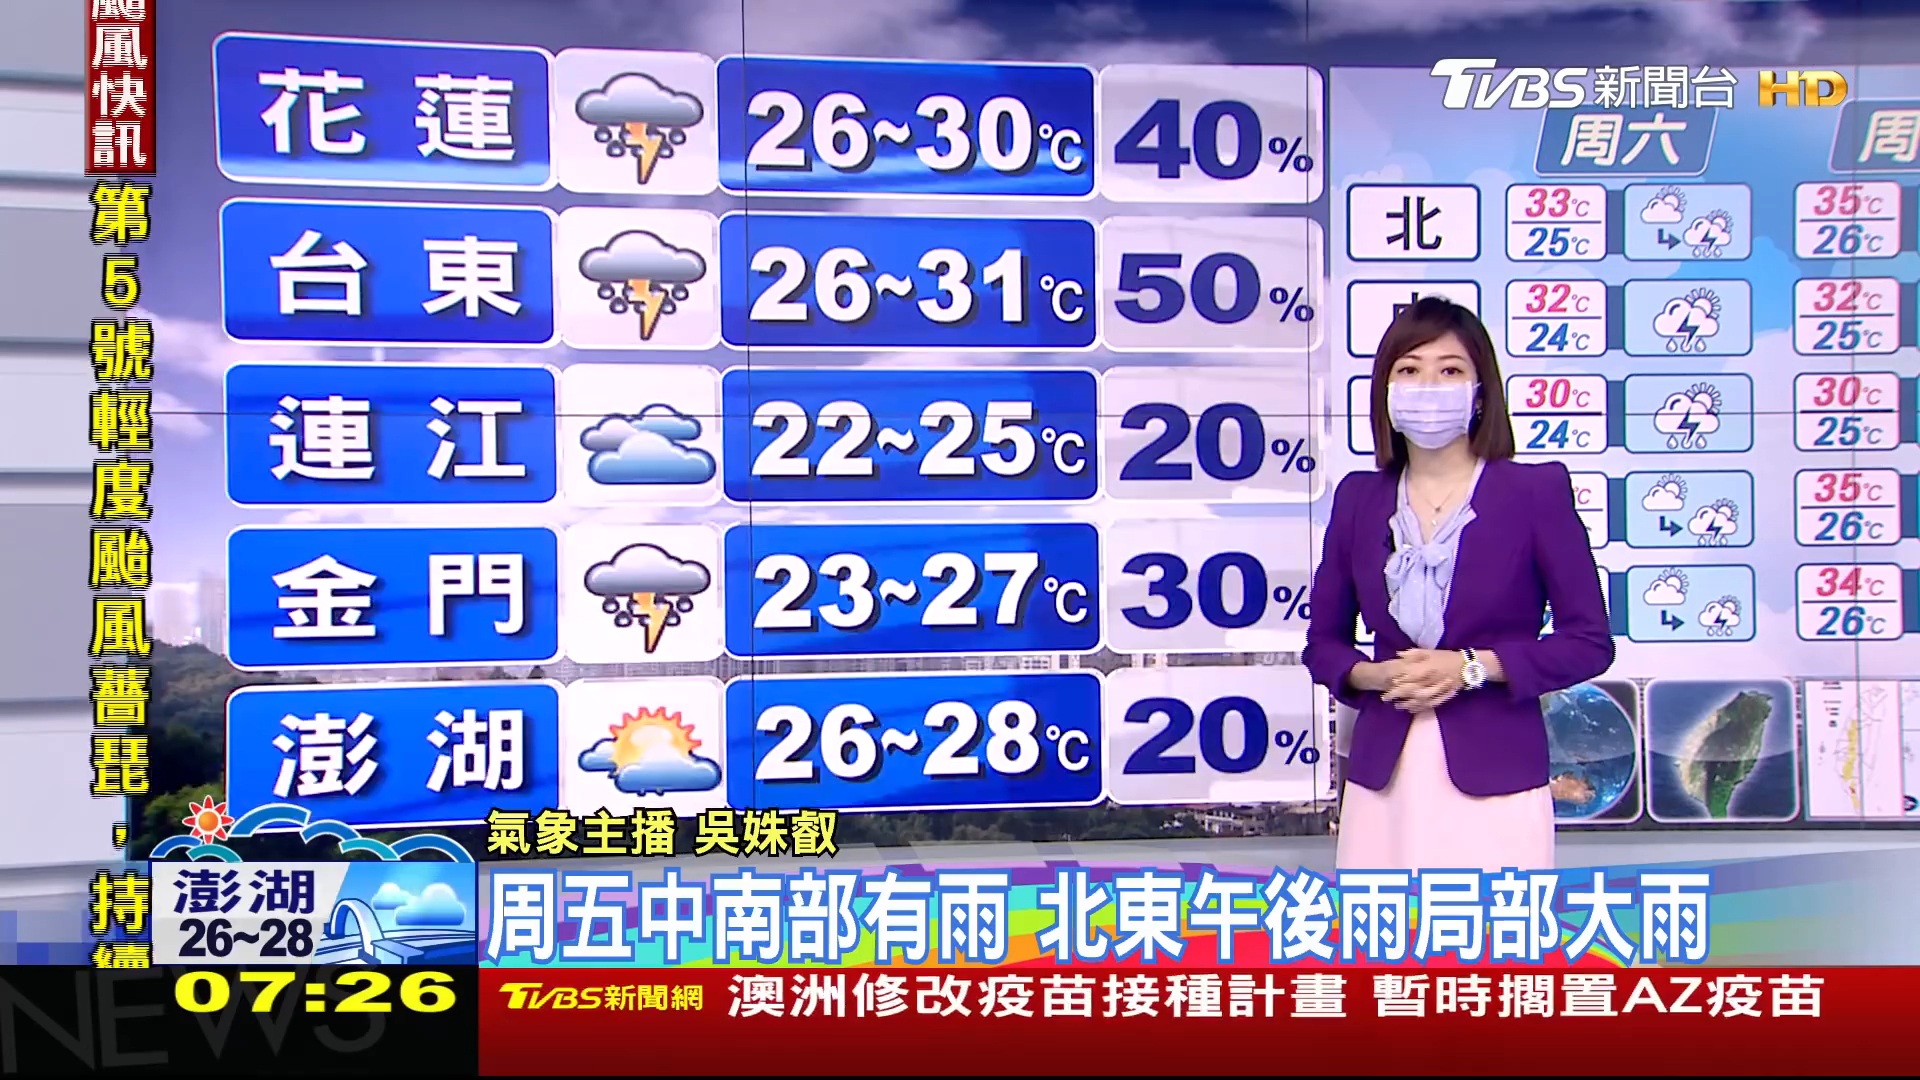 颱風快訊
第5號輕度颱風薔琵，持續
TVBS新聞台 HD
花蓮 26~30℃ 40%
台東 26~31℃ 50%
連江 22~25℃ 20%
金門 23~27℃ 30%
澎湖 26~28℃ 20%
周六 周
北 33℃ 25℃ 35℃ 26℃
32℃ 24℃ 32℃ 25℃
30℃ 24℃ 30℃ 25℃
℃ 35℃ 26℃
34℃ 26℃
氣象主播 吳姝叡
周五中南部有雨 北東午後雨局部大雨
澎湖
26~28
07:26
TVBS新聞網 澳洲修改疫苗接種計畫 暫時擱置AZ疫苗
NEWS